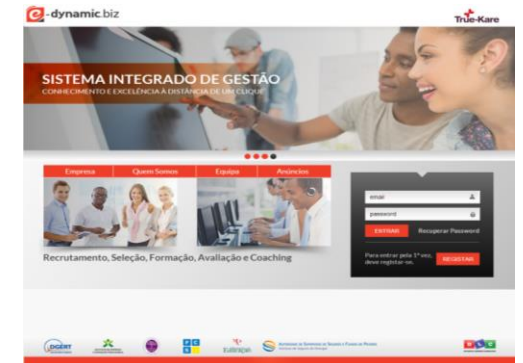 e-dynamic.biz
True-Kare
SISTEMA INTEGRADO DE GESTÃO
CONHECIMENTO E EXCELÊNCIA À DISTÂNCIA DE UM CLIQUE
Empresa
Quem Somos
Equipa
Anúncios
email
password
ENTRAR
Recuperar Password
Recrutamento, Seleção, Formação, Avaliação e Coaching
Para entrar pela 1ª vez,
deve registar-se.
REGISTAR
DGERT